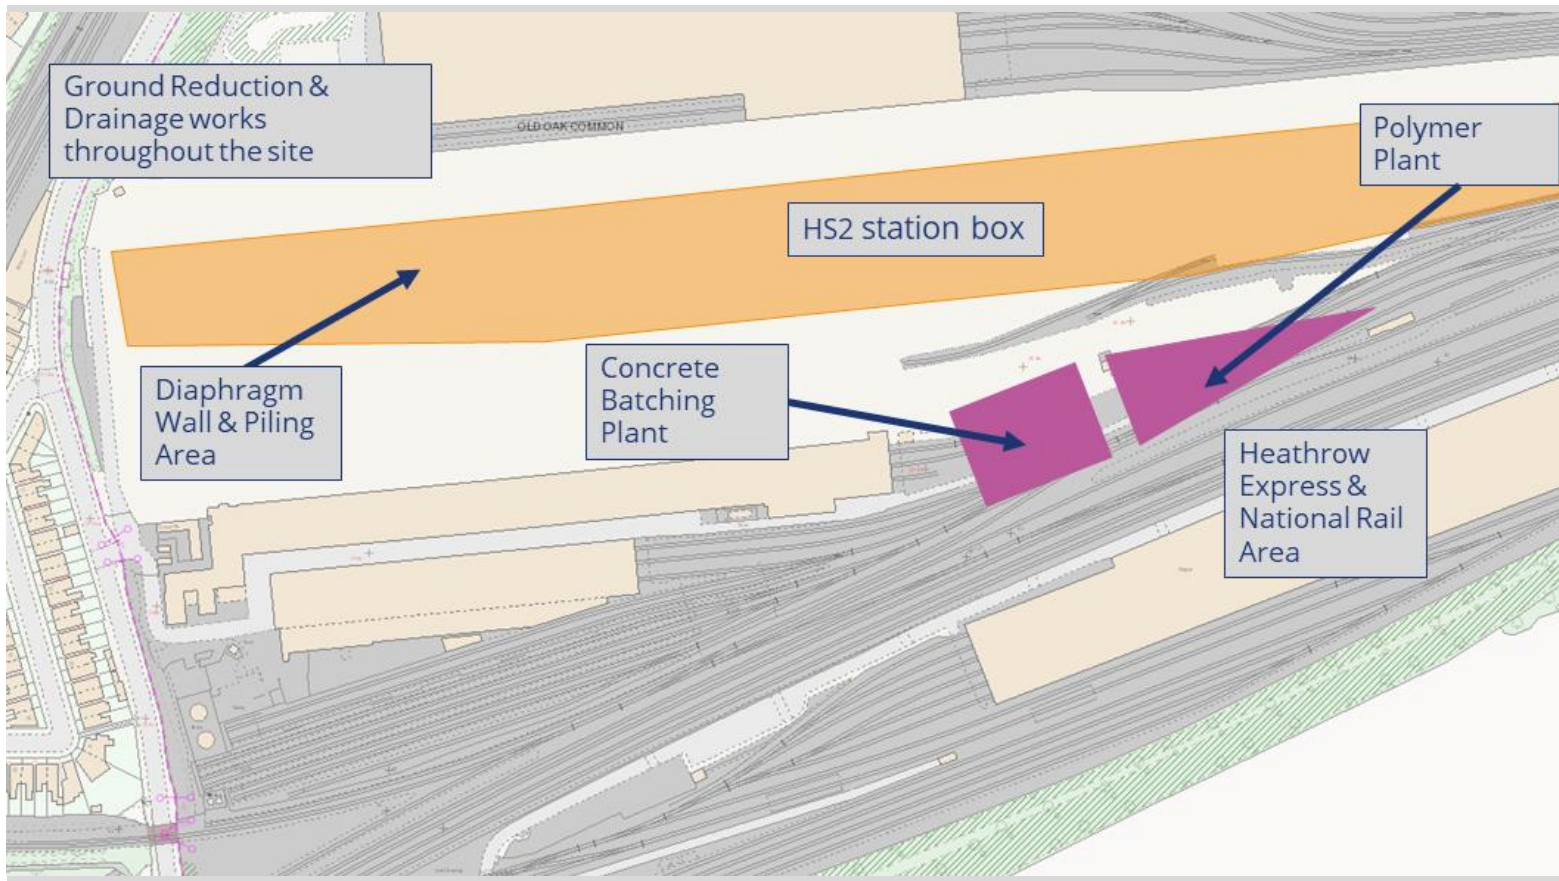 Ground Reduction &
Drainage works
throughout the site
OLD OAK COMMON
Polymer
Plant
HS2 station box
Concrete
Batching
Plant
Diaphragm
Wall & Piling
Area
Heathrow
Express &
National Rail
Area